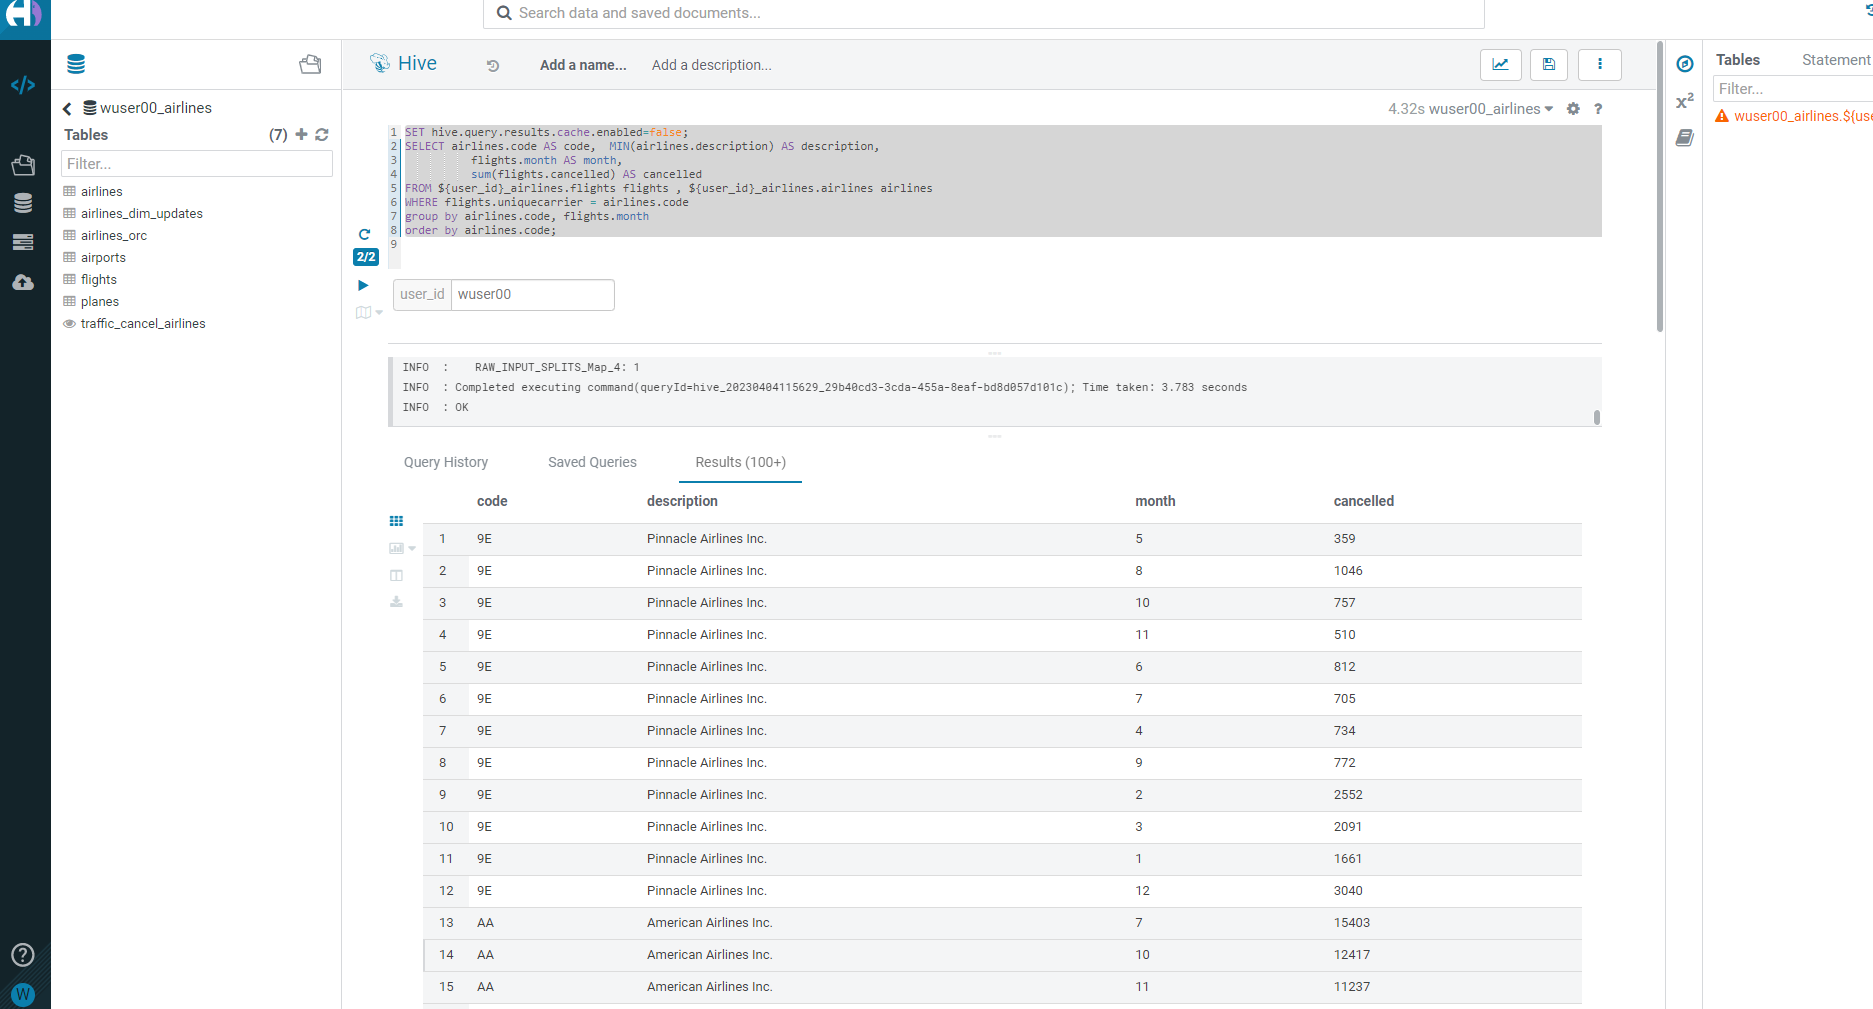 Search data and saved documents...
Hive
Add a name...
Add a description...
Tables
Statement
Filter...
wuser00_airlines.${use
wuser00_airlines
Tables
(7)
Filter...
airlines
airlines_dim_updates
airlines_orc
airports
flights
planes
traffic_cancel_airlines
4.32s wuser00_airlines
?
1 SET hive.query.results.cache.enabled=false;
2 SELECT airlines.code AS code,  MIN(airlines.description) AS description,
3 flights.month AS month,
4 sum(flights.cancelled) AS cancelled
5 FROM ${user_id}_airlines.flights flights , ${user_id}_airlines.airlines airlines
6 WHERE flights.uniquecarrier = airlines.code
7 group by airlines.code, flights.month
8 order by airlines.code;
9
2/2
user_id wuser00
x²
INFO  :    RAW_INPUT_SPLITS_Map_4: 1
INFO  : Completed executing command(queryId=hive_20230404115629_29b40cd3-3cda-455a-8eaf-bd8d057d101c); Time taken: 3.783 seconds
INFO  : OK
Query History
Saved Queries
Results (100+)
code description month cancelled
1 9E Pinnacle Airlines Inc. 5 359
2 9E Pinnacle Airlines Inc. 8 1046
3 9E Pinnacle Airlines Inc. 10 757
4 9E Pinnacle Airlines Inc. 11 510
5 9E Pinnacle Airlines Inc. 6 812
6 9E Pinnacle Airlines Inc. 7 705
7 9E Pinnacle Airlines Inc. 4 734
8 9E Pinnacle Airlines Inc. 9 772
9 9E Pinnacle Airlines Inc. 2 2552
10 9E Pinnacle Airlines Inc. 3 2091
11 9E Pinnacle Airlines Inc. 1 1661
12 9E Pinnacle Airlines Inc. 12 3040
13 AA American Airlines Inc. 7 15403
14 AA American Airlines Inc. 10 12417
15 AA American Airlines Inc. 11 11237
?
W